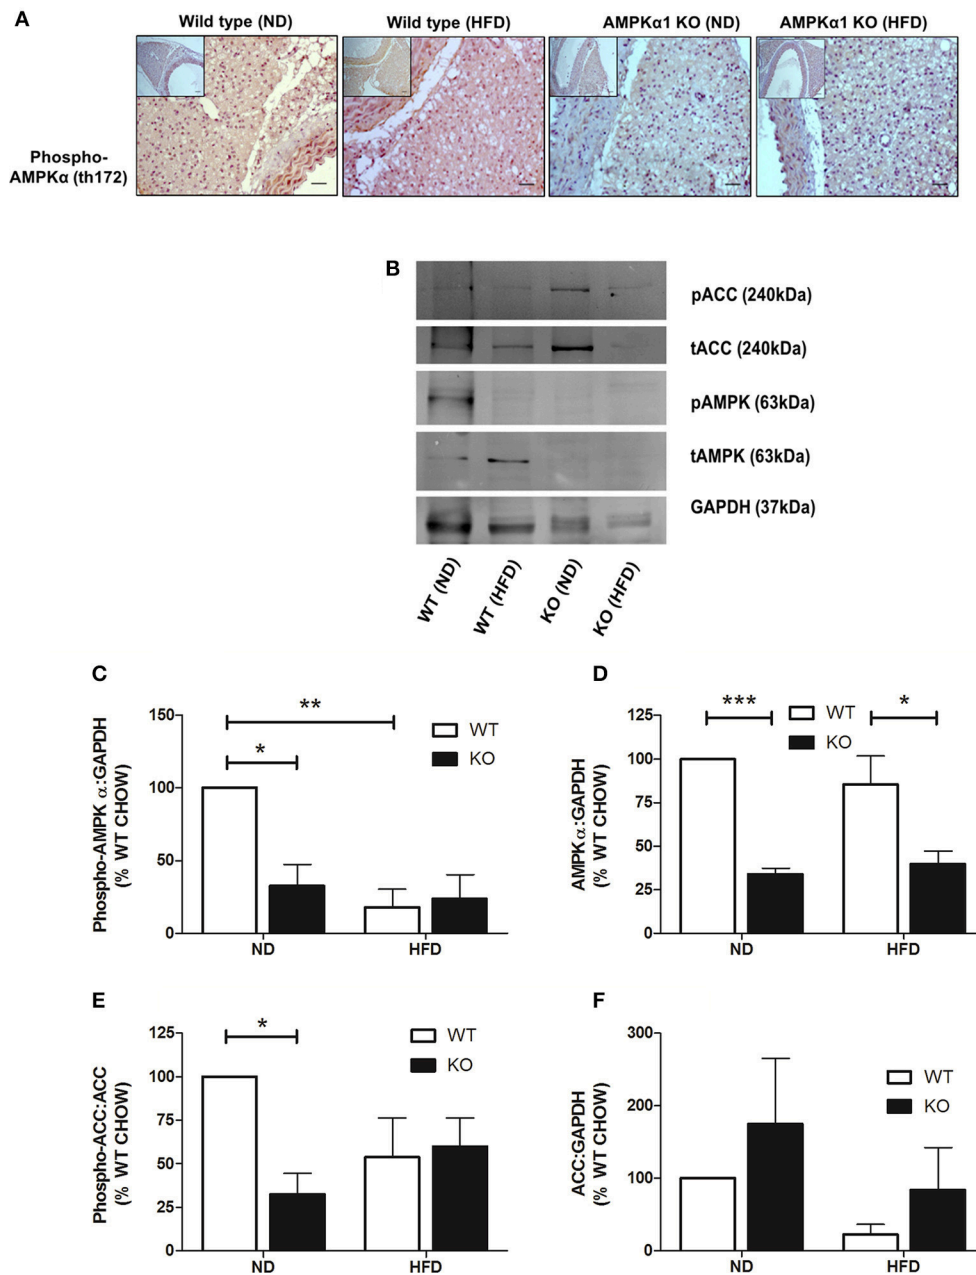 A
Wild type (ND)
Wild type (HFD)
AMPKα1 KO (ND)
AMPKα1 KO (HFD)
Phospho-
AMPKα (th172)
B
pACC (240kDa)
tACC (240kDa)
pAMPK (63kDa)
tAMPK (63kDa)
GAPDH (37kDa)
WT (ND)
WT (HFD)
KO (ND)
KO (HFD)
C
Phospho-AMPK α:GAPDH
(% WT CHOW)
150
100
50
0
**
*
WT
KO
ND
HFD
D
AMPKα:GAPDH
(% WT CHOW)
125
100
75
50
25
0
***
*
WT
KO
ND
HFD
E
Phospho-ACC:ACC
(% WT CHOW)
125
100
75
50
25
0
*
WT
KO
ND
HFD
F
ACC:GAPDH
(% WT CHOW)
300
200
100
0
WT
KO
ND
HFD